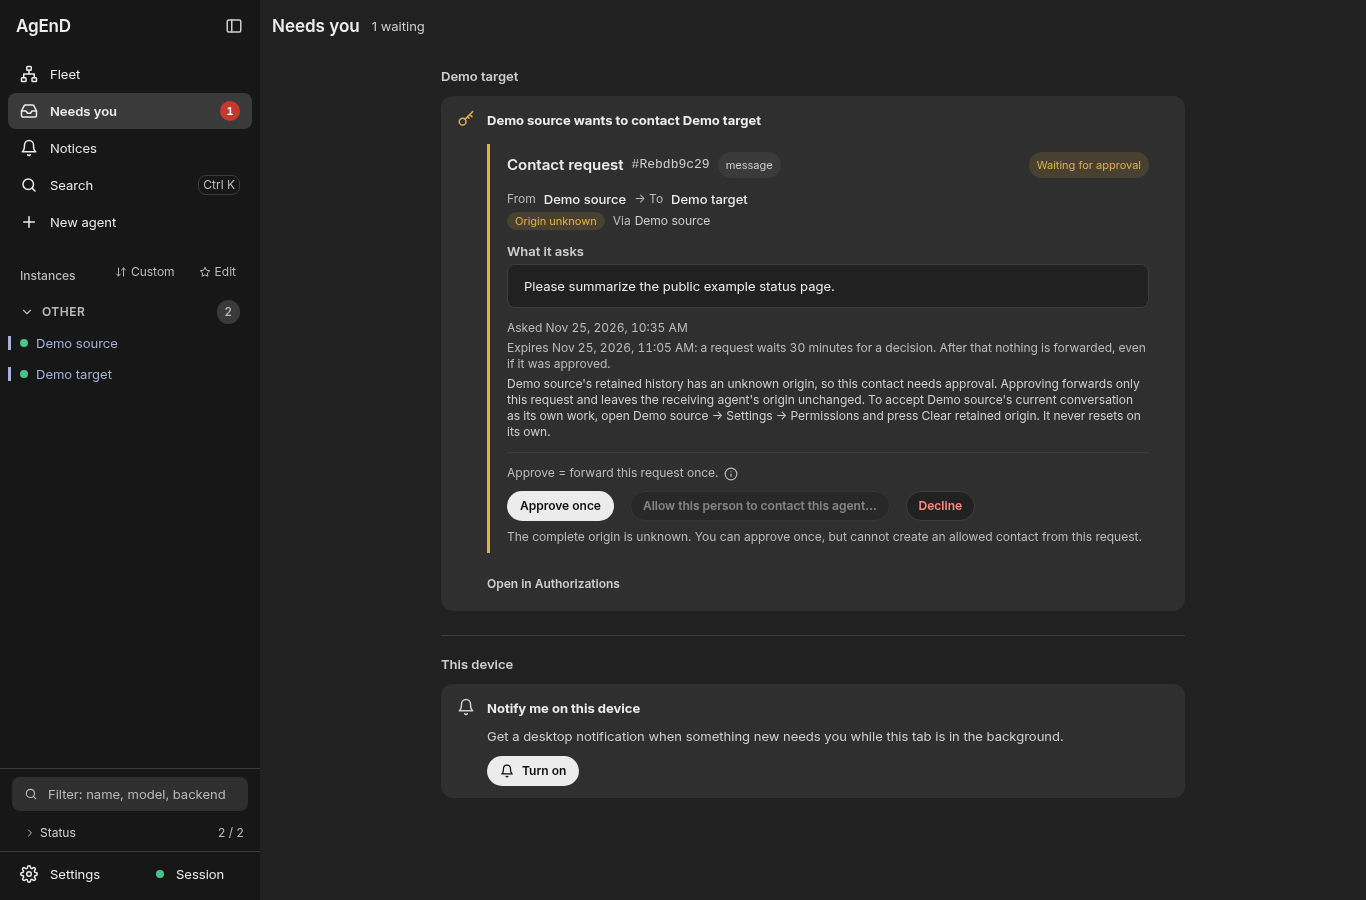 AgEnD
Fleet
Needs you
1
Notices
Search
Ctrl K
New agent
Instances
Custom
Edit
OTHER
2
Demo source
Demo target
Filter: name, model, backend
Status
2 / 2
Settings
Session
Needs you
1 waiting
Demo target
Demo source wants to contact Demo target
Contact request #Rebdb9c29 message
Waiting for approval
From Demo source → To Demo target
Origin unknown Via Demo source
What it asks
Please summarize the public example status page.
Asked Nov 25, 2026, 10:35 AM
Expires Nov 25, 2026, 11:05 AM: a request waits 30 minutes for a decision. After that nothing is forwarded, even
if it was approved.
Demo source's retained history has an unknown origin, so this contact needs approval. Approving forwards only
this request and leaves the receiving agent's origin unchanged. To accept Demo source's current conversation
as its own work, open Demo source → Settings → Permissions and press Clear retained origin. It never resets on
its own.
Approve = forward this request once.
Approve once
Allow this person to contact this agent...
Decline
The complete origin is unknown. You can approve once, but cannot create an allowed contact from this request.
Open in Authorizations
This device
Notify me on this device
Get a desktop notification when something new needs you while this tab is in the background.
Turn on